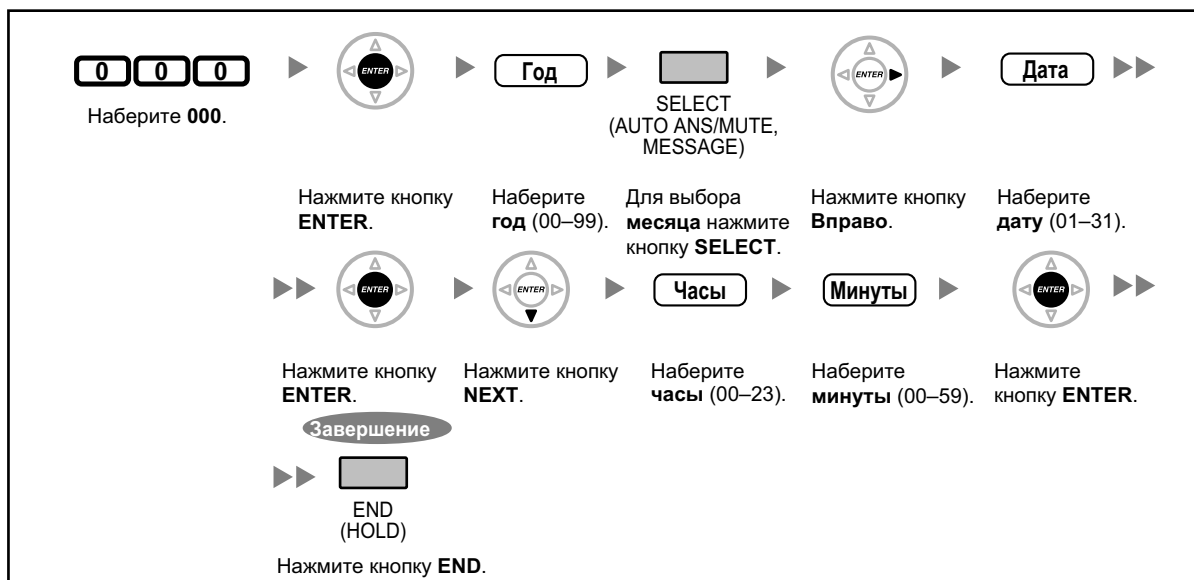 0 0 0
ENTER
Год
ENTER
Дата
Наберите 000.
SELECT
(AUTO ANS/MUTE,
MESSAGE)
Нажмите кнопку
ENTER.
Наберите
год (00–99).
Для выбора
месяца нажмите
кнопку SELECT.
Нажмите кнопку
Вправо.
Наберите
дату (01–31).
ENTER
ENTER
Часы
Минуты
ENTER
Нажмите кнопку
ENTER.
Нажмите кнопку
NEXT.
Наберите
часы (00–23).
Наберите
минуты (00–59).
Нажмите
кнопку ENTER.
Завершение
END
(HOLD)
Нажмите кнопку END.